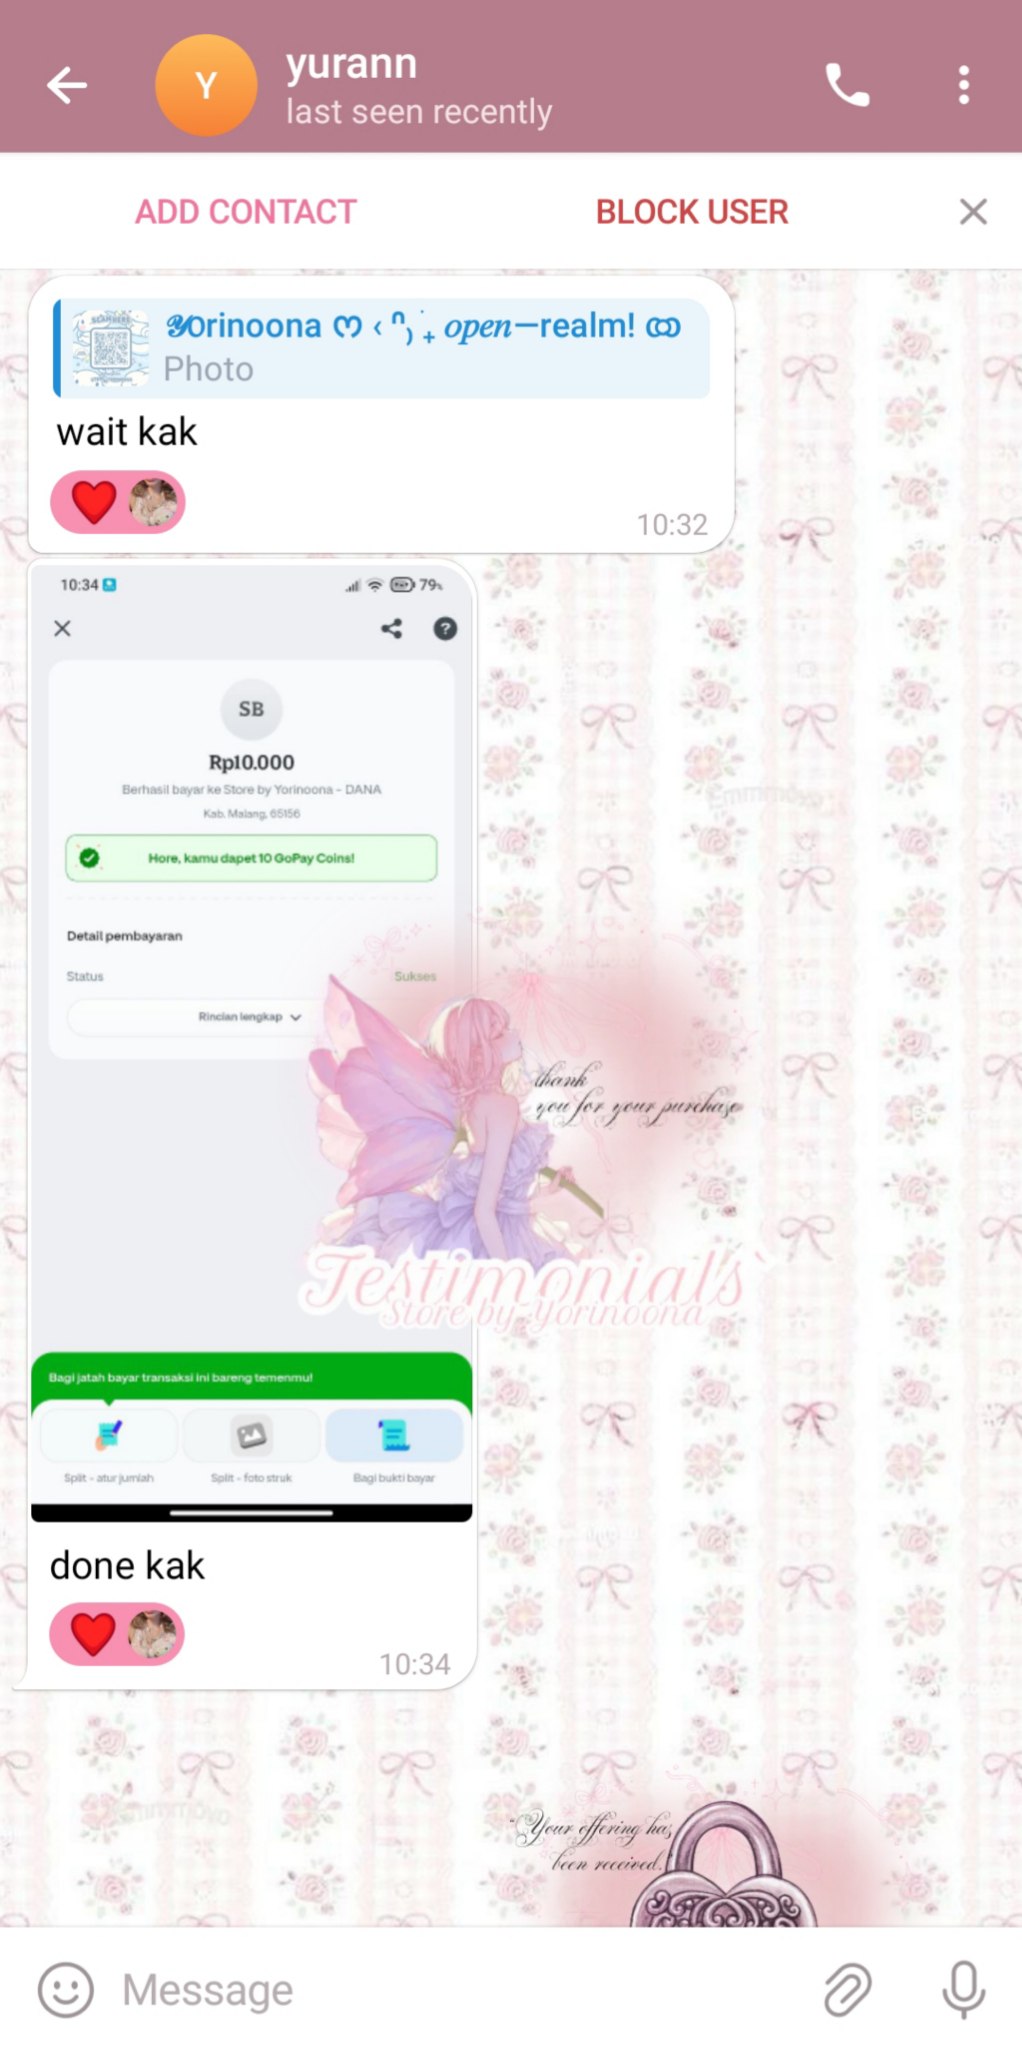 Y
yurann
last seen recently
ADD CONTACT
BLOCK USER
SCAN HERE
𝒴Orinoona ღ ‹ ᐢ₎ ₊ 𝑜𝑝𝑒𝑛—realm! ↀ
Photo
wait kak
10:32
10:34
79%
SB
Rp10.000
Berhasil bayar ke Store by Yorinoona - DANA
Kab. Malang, 65156
Hore, kamu dapet 10 GoPay Coins!
Detail pembayaran
Status
Sukses
Rincian lengkap
thank
you for your purchase
Testimonials
Store by Yorinoona
Bagi jatah bayar transaksi ini bareng temenmu!
Split - atur jumlah
Split - foto struk
Bagi bukti bayar
done kak
10:34
"Your offering has
been received.
Message